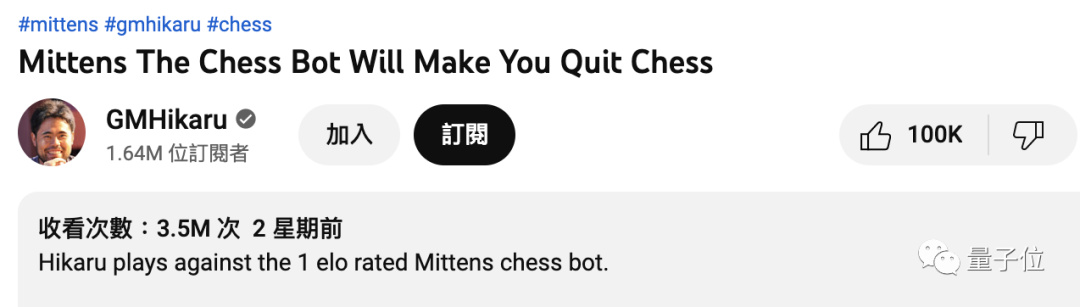 #mittens #gmhikaru #chess
Mittens The Chess Bot Will Make You Quit Chess
GMHikaru
1.64M 位訂閱者
加入
訂閱
100K
收看次數：3.5M 次 2 星期前
Hikaru plays against the 1 elo rated Mittens chess bot.
量子位